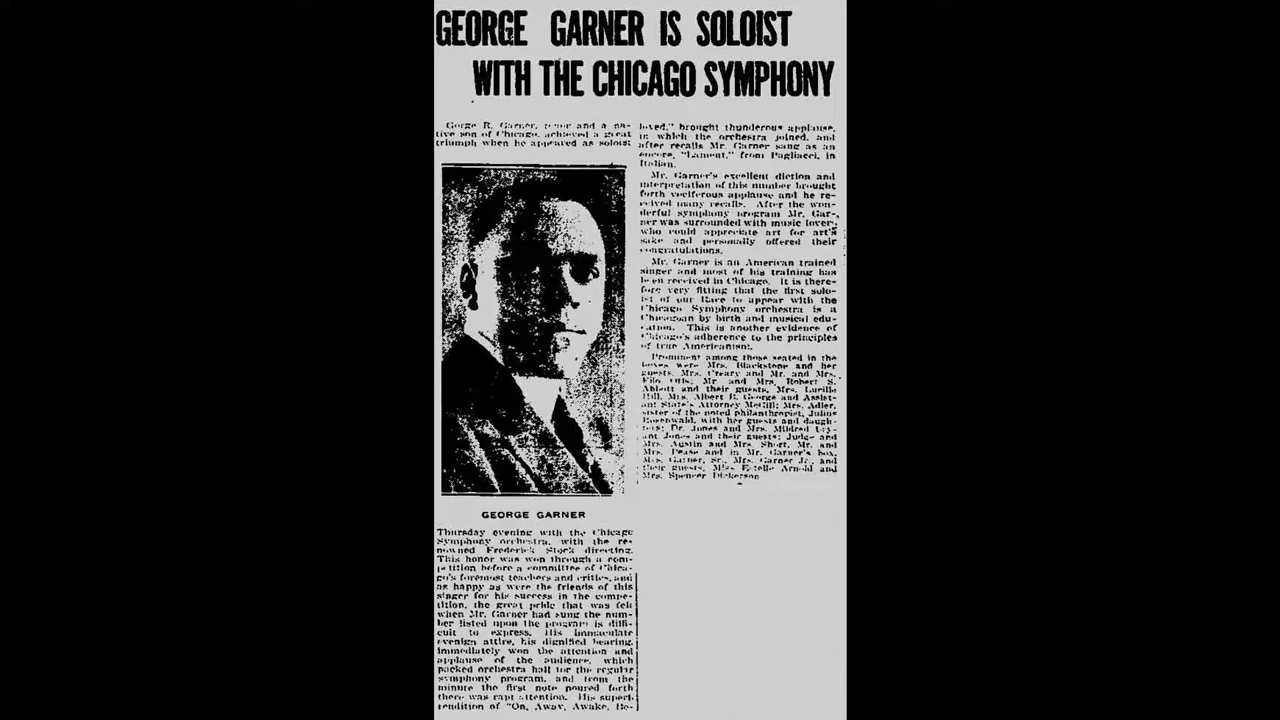 GEORGE GARNER IS SOLOIST
WITH THE CHICAGO SYMPHONY
Gorge R. Garner, tenor and a na-
tive son of Chicago, achieved a great
triumph when he appeared as soloist
GEORGE GARNER
Thursday evening with the Chicago
Symphony orchestra, with the re-
nowned Frederick Stock directing.
This honor was won through a com-
petition before a committee of Chica-
go's foremost teachers and critics, and
as happy as were the friends of this
singer for his success in the compe-
tition, the great pride that was felt
when Mr. Garner had sung the num-
ber listed upon the program is diffi-
cult to express. His immaculate
evenign attire, his dignified bearing,
immediately won the attention and
applause of the audience, which
packed orchestra hall for the regular
symphony program, and from the
minute the first note poured forth
there was rapt attention. His superb
rendition of "On, Away, Awake, Be-
loved," brought thunderous applause,
in which the orchestra joined, and
after recalls Mr. Garner sang as an
encore, "Lament," from Pagliacci, in
Italian.
Mr. Garner's excellent diction and
interpretation of this number brought
forth vociferous applause and he re-
ceived many recalls. After the won-
derful symphony program Mr. Gar-
ner was surrounded with music lovers
who could appreciate art for art's
sake and personally offered their
congratulations.
Mr. Garner is an American trained
singer and most of his training has
been received in Chicago. It is there-
fore very fitting that the first solo-
ist of our Race to appear with the
Chicago Symphony orchestra is a
Chicagoan by birth and musical edu-
cation. This is another evidence of
Chicago's adherence to the principles
of true Americanism.
Prominent among those seated in the
boxes were Mrs. Blackstone and her
guests, Mrs. Creary and Mr. and Mrs.
Filo Otis; Mr. and Mrs. Robert S.
Abbott and their guests, Mrs. Lucille
Hill, Mrs. Albert B. George and Assist-
ant State's Attorney McGill; Mrs. Adler,
sister of the noted philanthropist, Julius
Rosenwald, with her guests and daugh-
ters; Dr. Jones and Mrs. Mildred Bry-
ant Jones and their guests; Judge and
Mrs. Austin and Mrs. Short, Mr. and
Mrs. Pease and in Mr. Garner's box,
Mrs. Garner, Sr., Mrs. Garner Jr., and
their guests, Miss Estelle Arnold and
Mrs. Spencer Dickerson